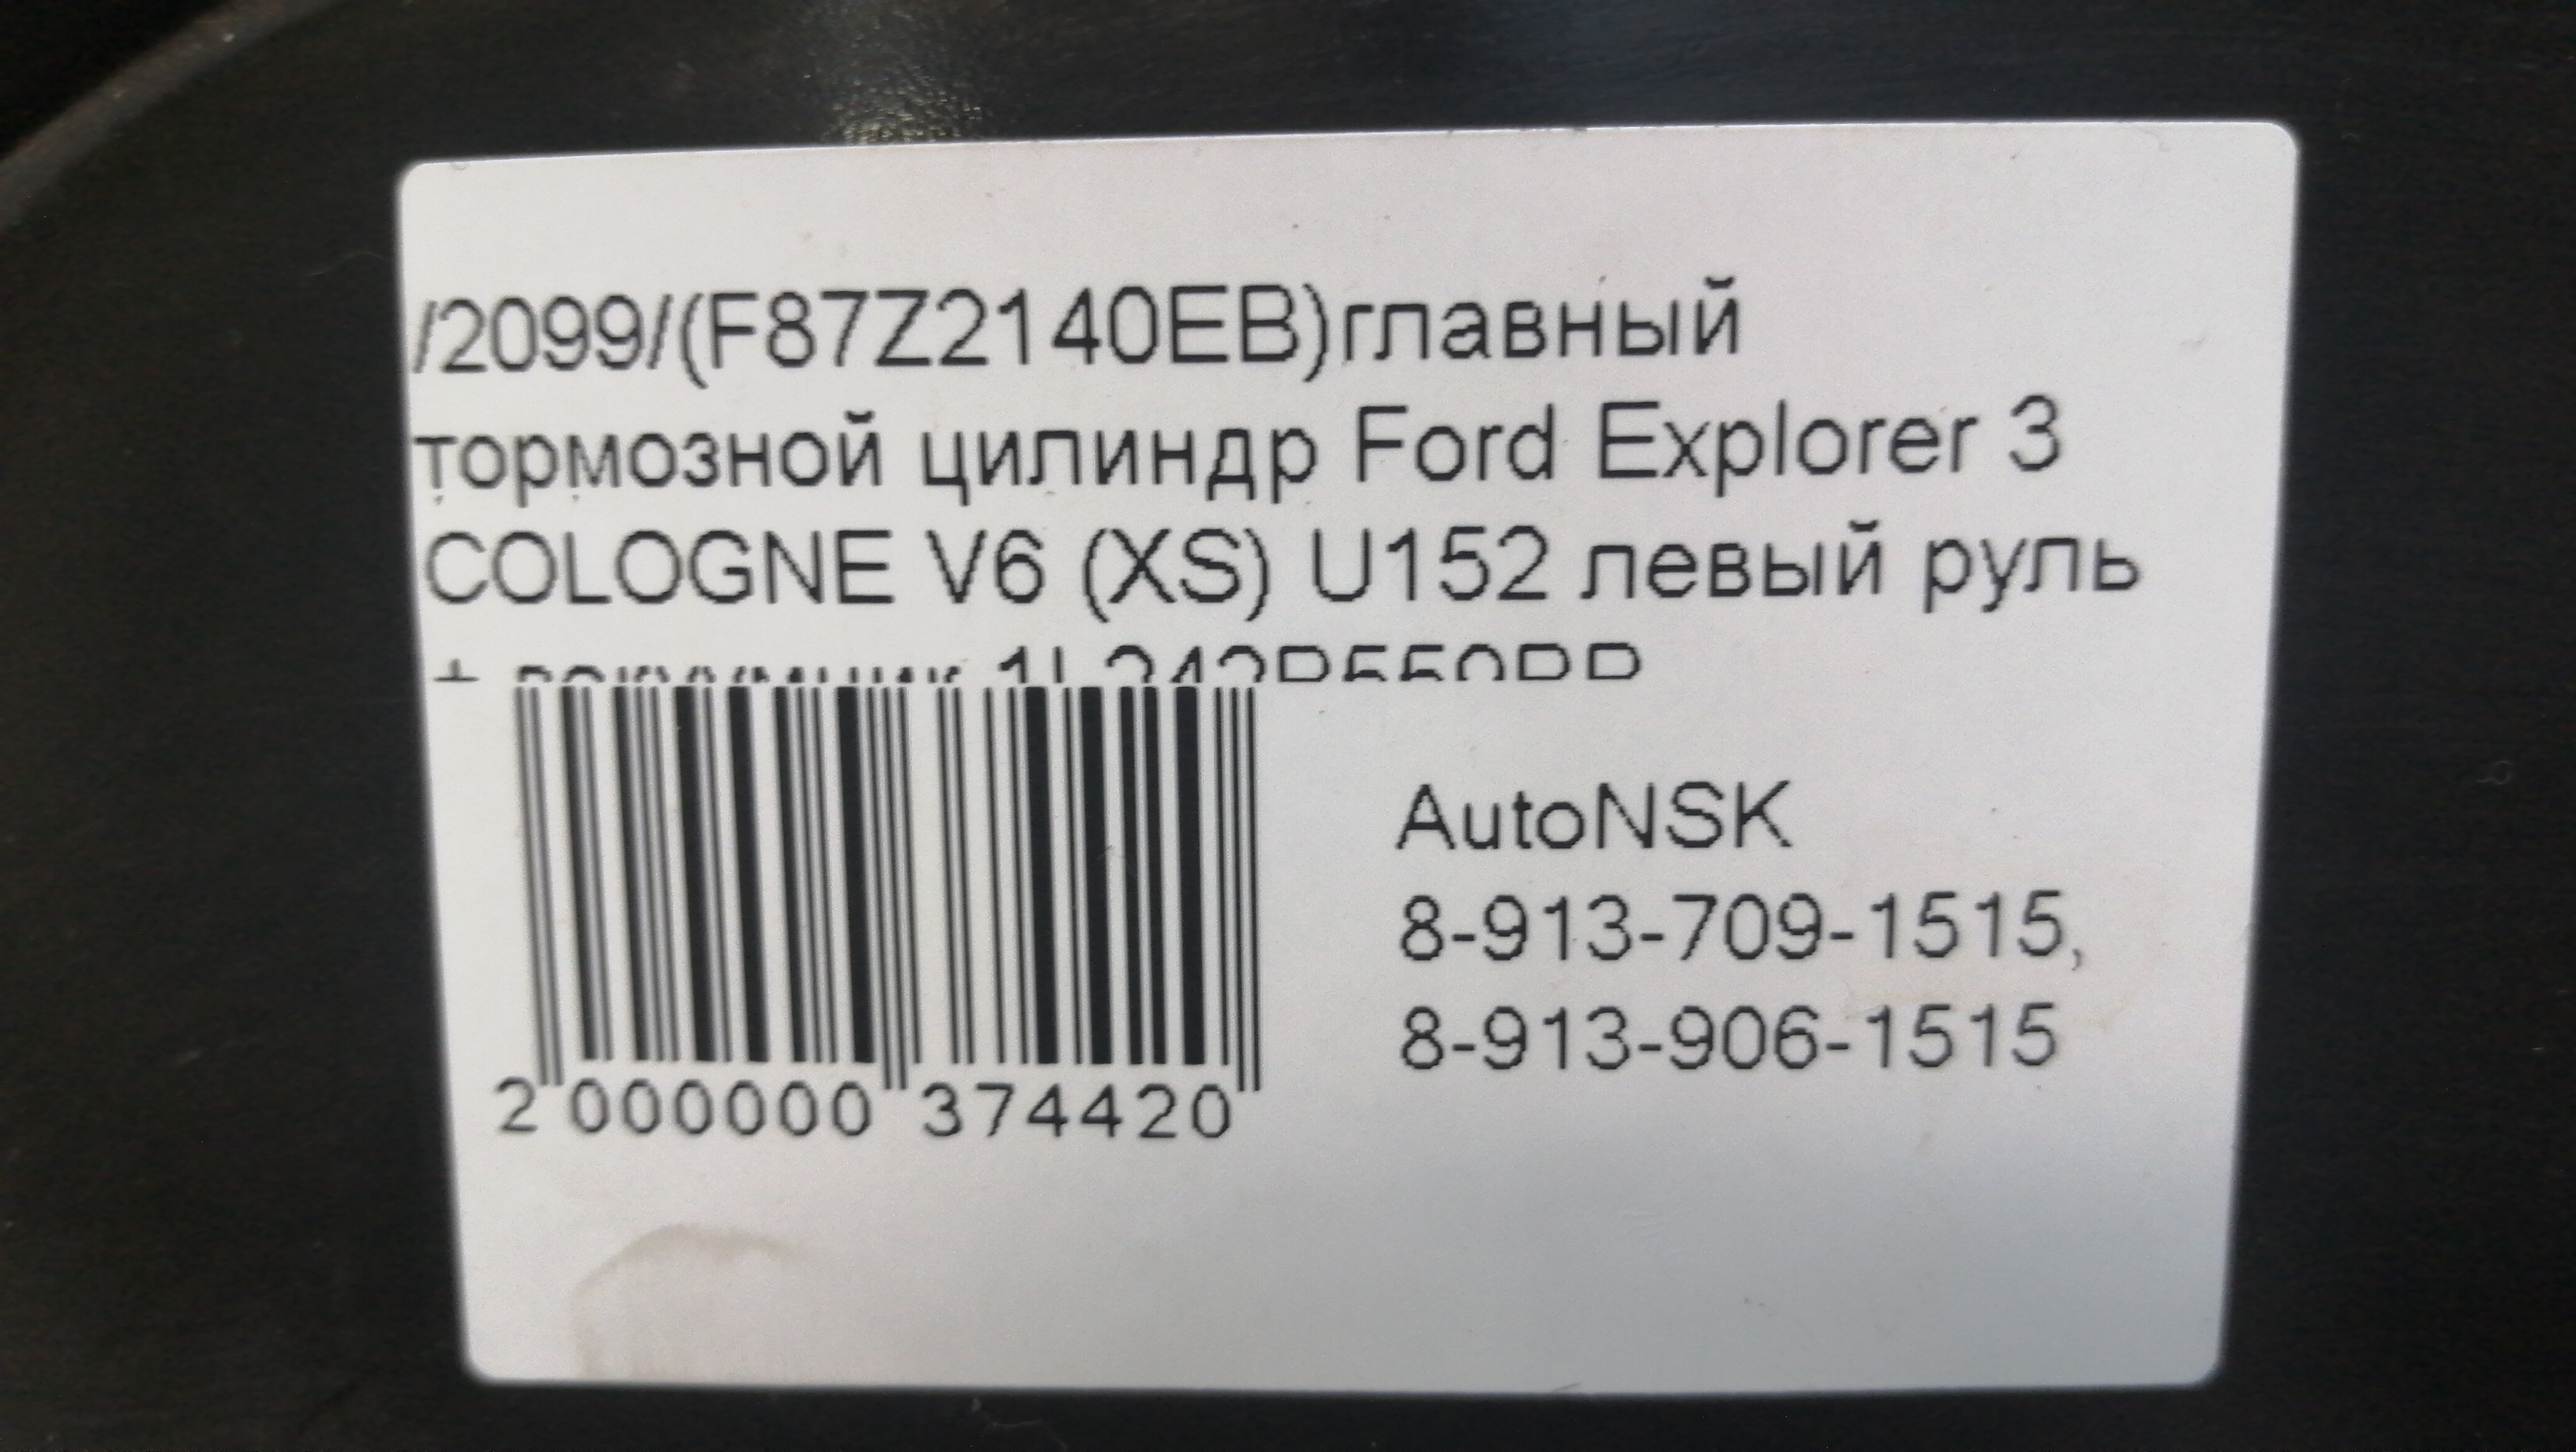 /2099/(F87Z2140EB)главный
тормозной цилиндр Ford Explorer 3
COLOGNE V6 (XS) U152 левый руль
+
AutoNSK
8-913-709-1515,
8-913-906-1515
2 000000 374420